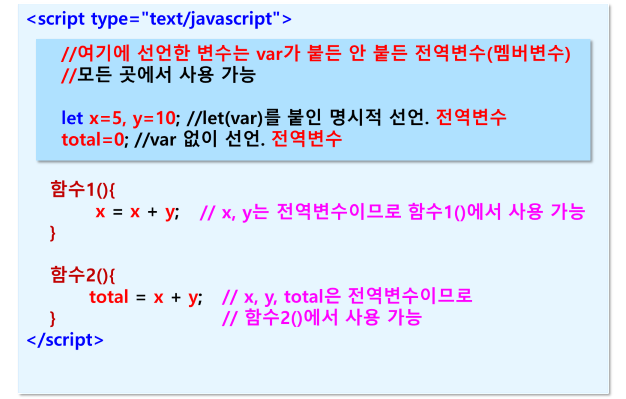 <script type="text/javascript">
//여기에 선언한 변수는 var가 붙든 안 붙든 전역변수(멤버변수)
//모든 곳에서 사용 가능
let x=5, y=10; //let(var)를 붙인 명시적 선언. 전역변수
total=0; //var 없이 선언. 전역변수
함수1(){
x = x + y; // x, y는 전역변수이므로 함수1()에서 사용 가능
}
함수2(){
total = x + y; // x, y, total은 전역변수이므로
} // 함수2()에서 사용 가능
</script>